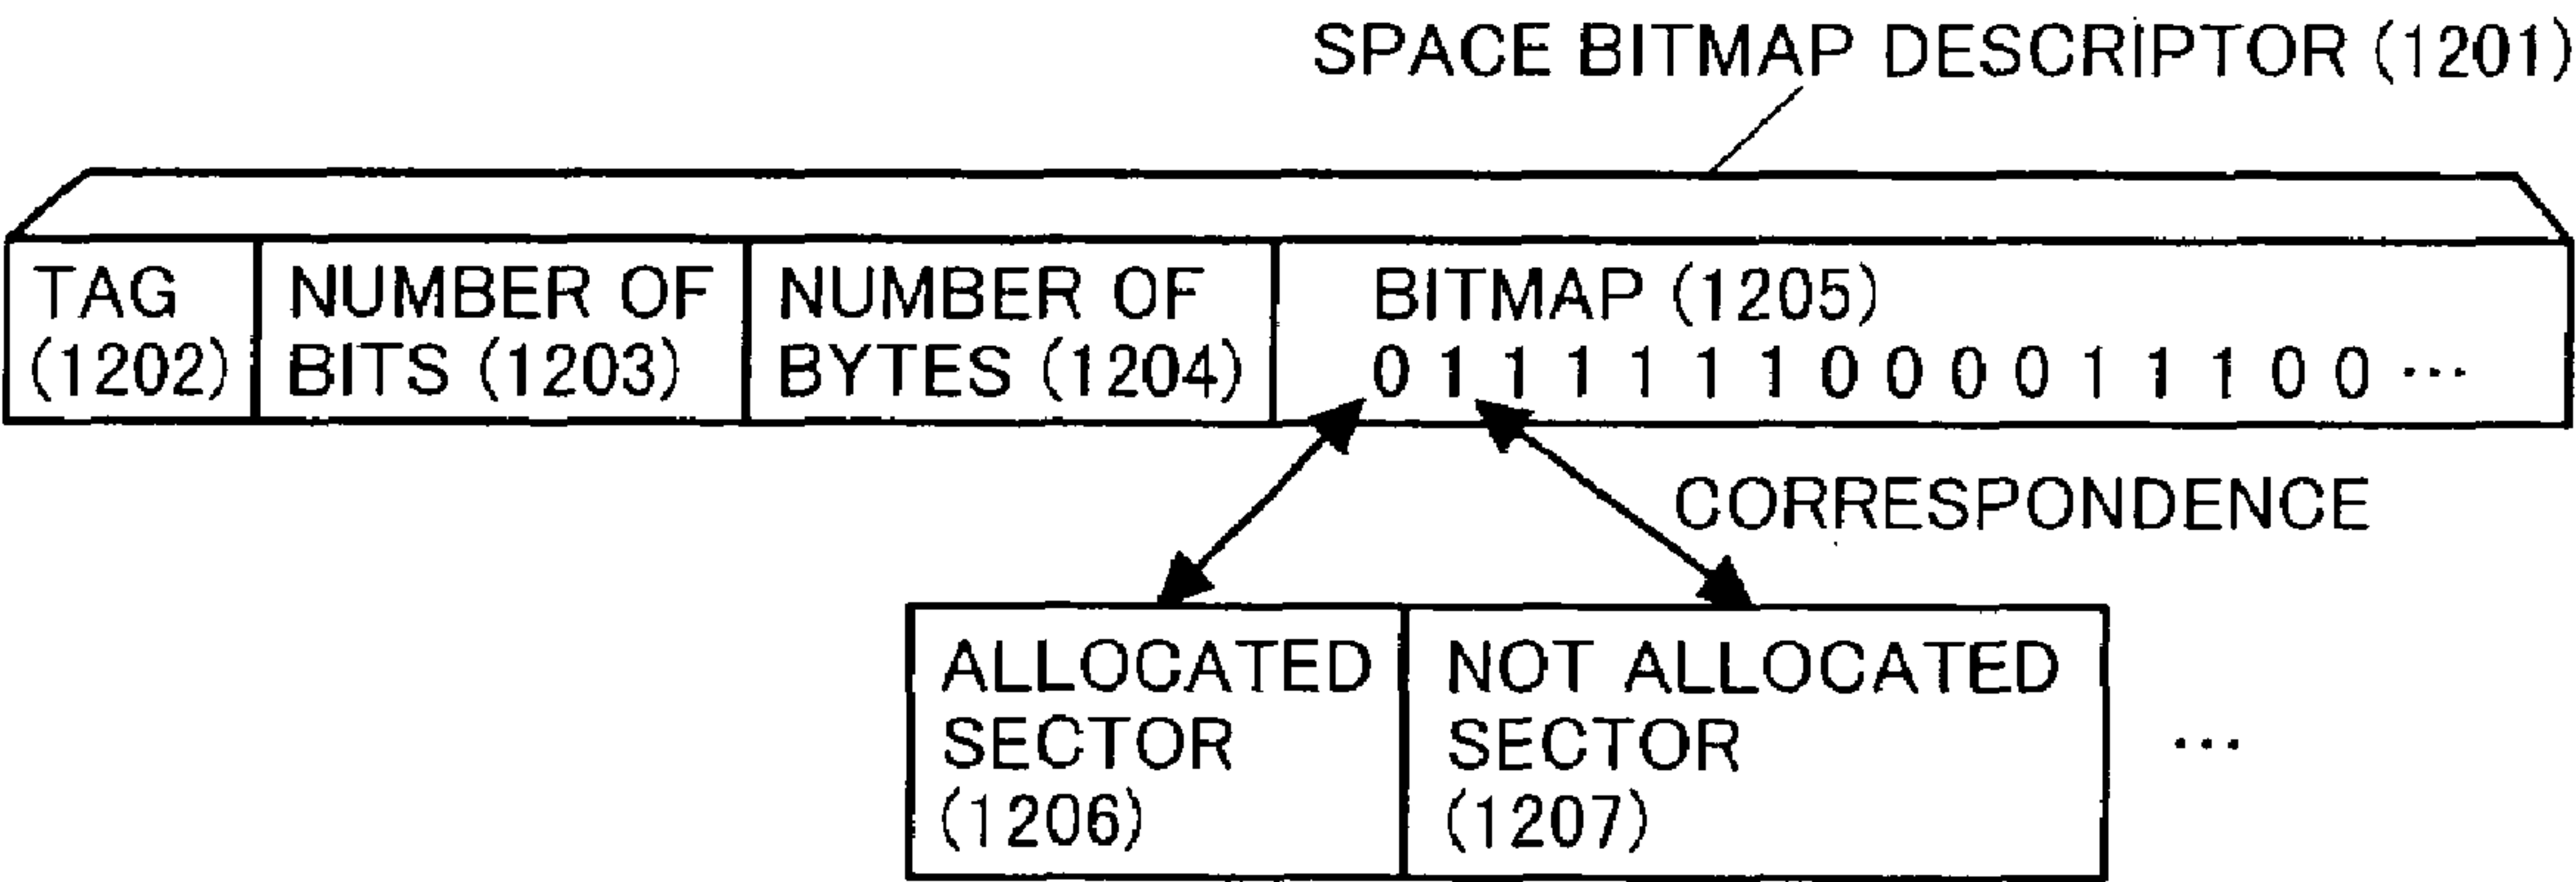 SPACE BITMAP DESCRIPTOR (1201)
TAG (1202)
NUMBER OF BITS (1203)
NUMBER OF BYTES (1204)
BITMAP (1205)
0 1 1 1 1 1 1 0 0 0 0 1 1 1 0 0 ···
CORRESPONDENCE
ALLOCATED
SECTOR
(1206)
NOT ALLOCATED
SECTOR
(1207)
···